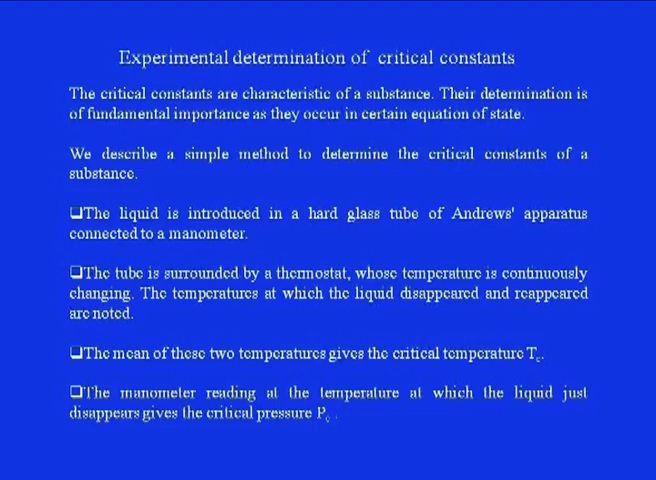 Experimental determination of critical constants
The critical constants are characteristic of a substance. Their determination is
of fundamental importance as they occur in certain equation of state.
We describe a simple method to determine the critical constants of a
substance.
❑The liquid is introduced in a hard glass tube of Andrews' apparatus
connected to a manometer.
❑The tube is surrounded by a thermostat, whose temperature is continuously
changing. The temperatures at which the liquid disappeared and reappeared
are noted.
❑The mean of these two temperatures gives the critical temperature Tc.
❑The manometer reading at the temperature at which the liquid just
disappears gives the critical pressure Pc .